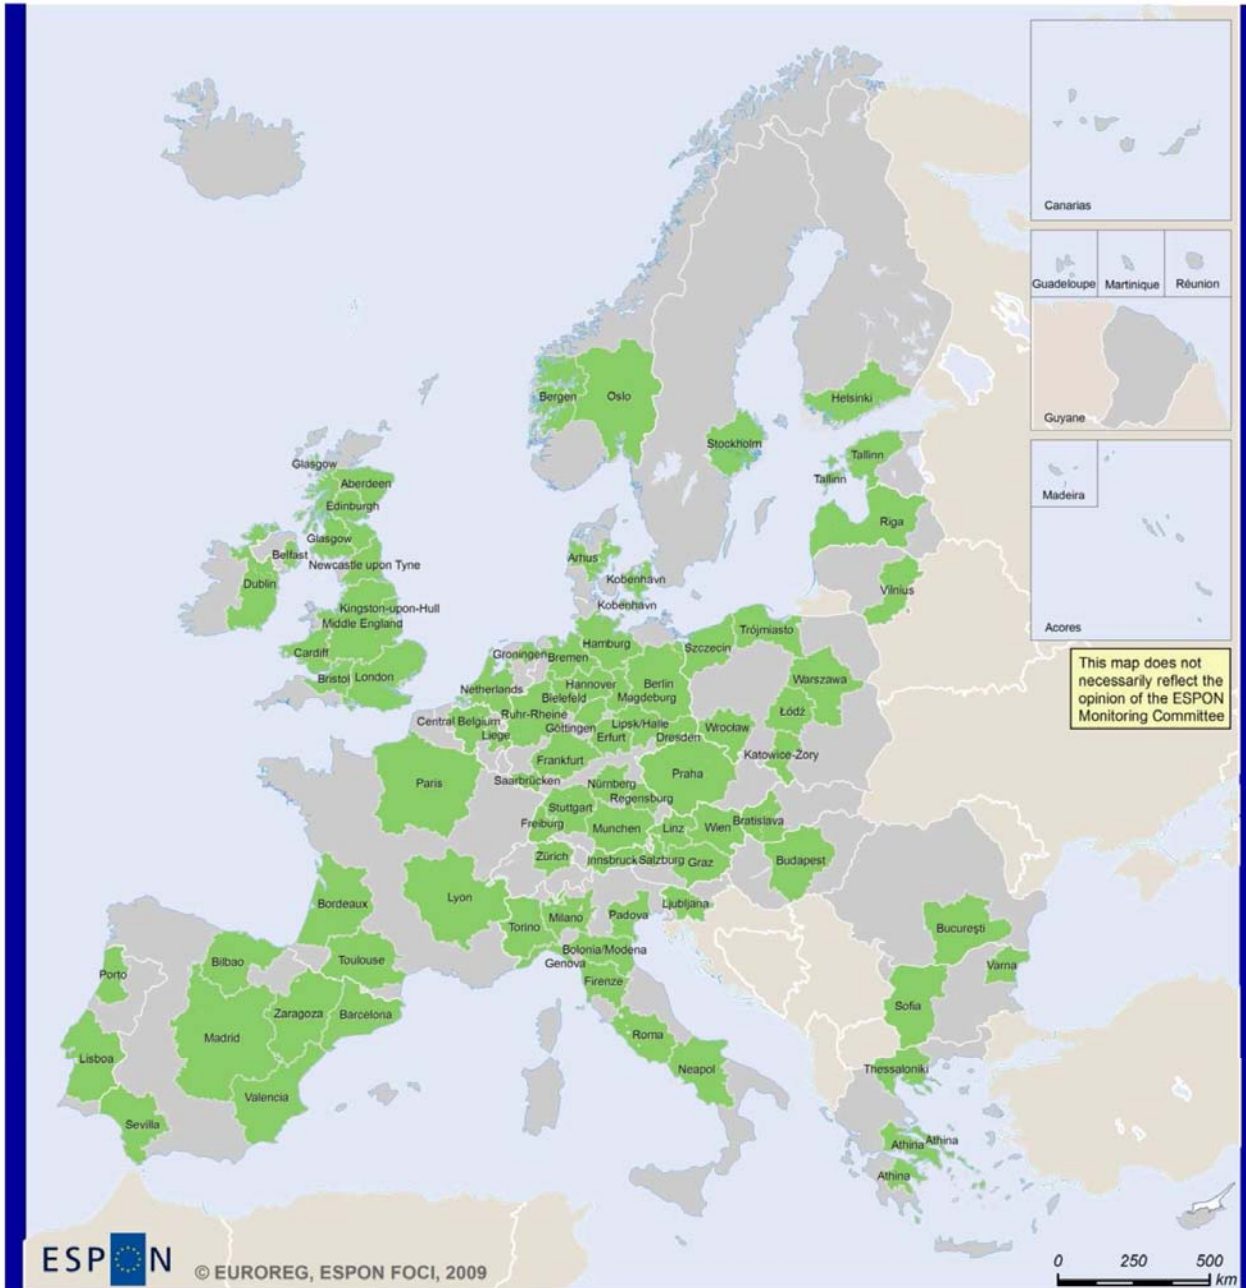 Canarias
Guadeloupe
Martinique
Réunion
Guyane
Madeira
Acores
This map does not
necessarily reflect the
opinion of the ESPON
Monitoring Committee
Bergen
Oslo
Helsinki
Stockholm
Tallinn
Tallinn
Riga
Vilnius
Glasgow
Aberdeen
Edinburgh
Glasgow
Belfast
Newcastle upon Tyne
Dublin
Kingston-upon-Hull
Middle England
Cardiff
Bristol
London
Arhus
Kobenhavn
Kobenhavn
Trójmiasto
Szczecin
Hamburg
Groningen
Bremen
Warszawa
Netherlands
Hannover
Berlin
Bielefeld
Magdeburg
Łódź
Central Belgium
Ruhr-Rheine
Göttingen
Lipsk/Halle
Wrocław
Liege
Erfurt
Dresden
Katowice-Żory
Frankfurt
Paris
Saarbrücken
Praha
Nürnberg
Regensburg
Stuttgart
Freiburg
Munchen
Linz
Wien
Bratislava
Zürich
Innsbruck
Salzburg
Graz
Budapest
Lyon
Bordeaux
Torino
Milano
Padova
Ljubljana
Bolonia/Modena
Genova
Firenze
Toulouse
Bilbao
Porto
Zaragoza
Barcelona
Madrid
Lisboa
Valencia
Sevilla
Roma
Neapol
Bucureşti
Varna
Sofia
Thessaloniki
Athina
Athina
Athina
ESPON
© EUROREG, ESPON FOCI, 2009
0 250 500
km